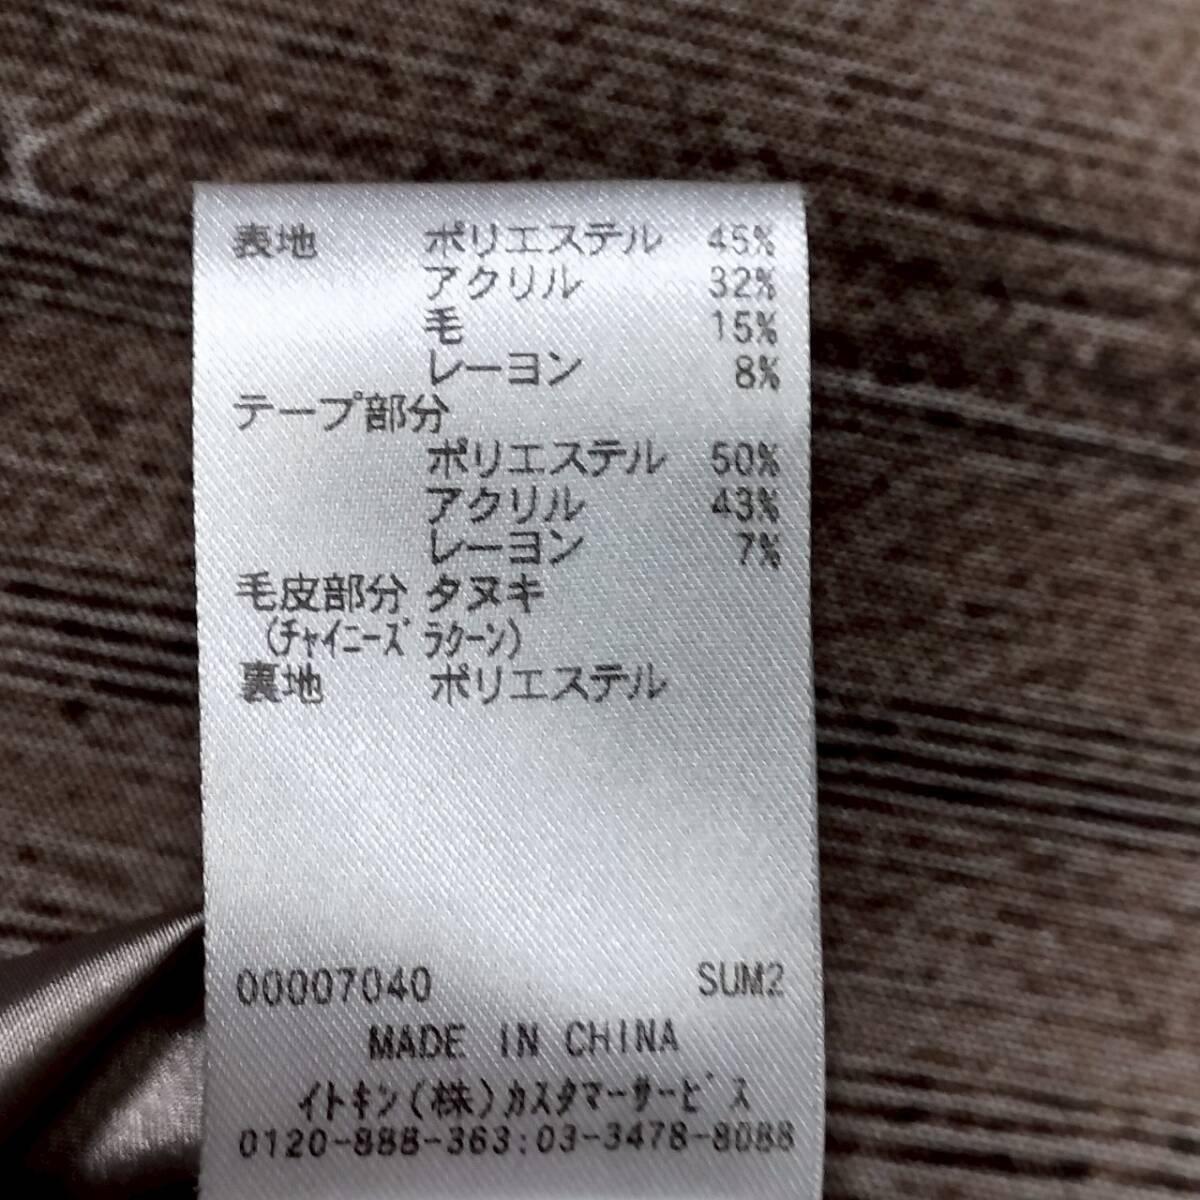 表地 ポリエステル 45%
アクリル 32%
毛 15%
レーヨン 8%
テープ部分
ポリエステル 50%
アクリル 43%
レーヨン 7%
毛皮部分 タヌキ
(ﾁｬｲﾆｰｽﾞ ﾗｸｰﾝ)
裏地 ポリエステル
00007040 SUM2
MADE IN CHINA
ｲﾄｷﾝ(株)ｶｽﾀﾏｰｻｰﾋﾞｽ
0120-888-363:03-3478-8088